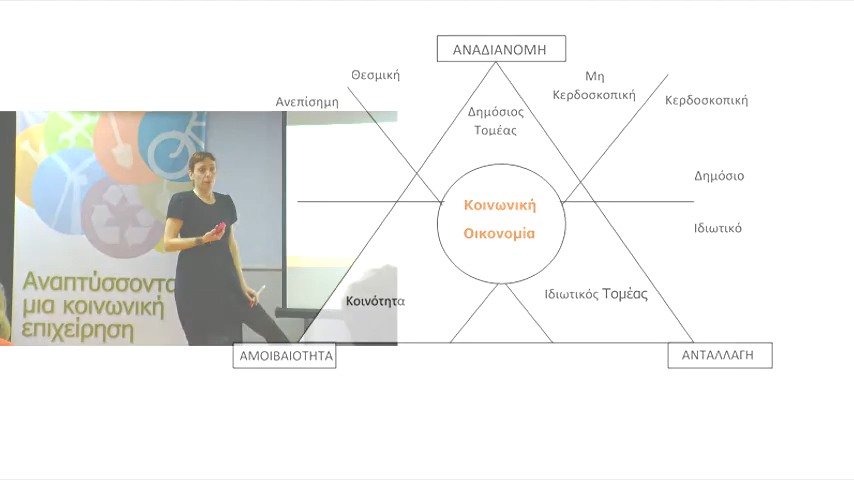 ΑΝΑΔΙΑΝΟΜΗ
Θεσμική
Μη
Κερδοσκοπική
Ανεπίσημη
Κερδοσκοπική
Δημόσιος
Τομέας
Δημόσιο
Κοινωνική
Οικονομία
Ιδιωτικό
Αναπτύσσοντα
μια κοινωνική
επιχείρηση
Κοινότητα
Ιδιωτικός Τομέας
ΑΜΟΙΒΑΙΟΤΗΤΑ
ΑΝΤΑΛΛΑΓΗ